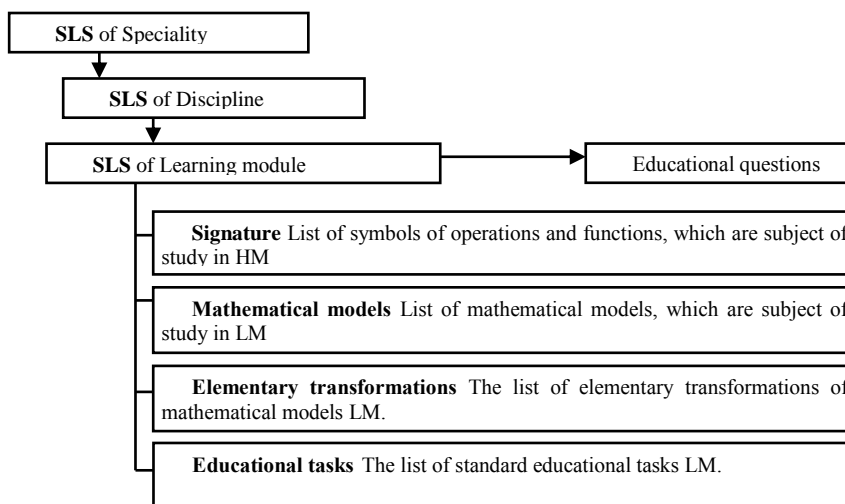 SLS of Speciality
SLS of Discipline
SLS of Learning module
Educational questions
Signature List of symbols of operations and functions, which are subject of
study in HM
Mathematical models List of mathematical models, which are subject of
study in LM
Elementary transformations The list of elementary transformations of
mathematical models LM.
Educational tasks The list of standard educational tasks LM.